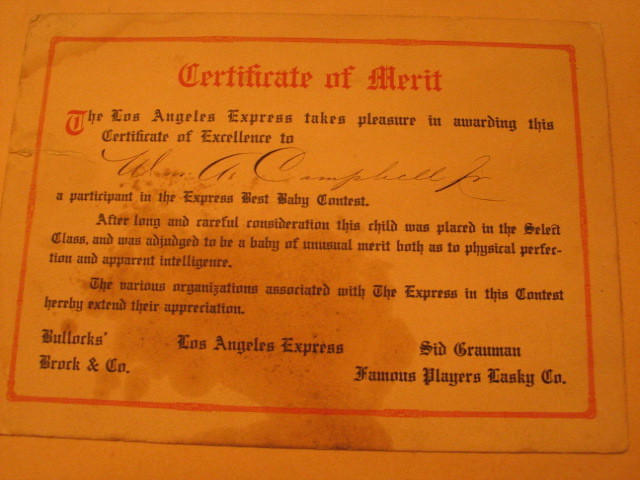 Certificate of Merit
The Los Angeles Express takes pleasure in awarding this
Certificate of Excellence to
Wm. A. Campbell Jr
a participant in the Express Best Baby Contest.
After long and careful consideration this child was placed in the Select
Class, and was adjudged to be a baby of unusual merit both as to physical perfec-
tion and apparent intelligence.
The various organizations associated with The Express in this Contest
hereby extend their appreciation.
Bullocks' Los Angeles Express Sid Grauman
Brock & Co. Famous Players Lasky Co.